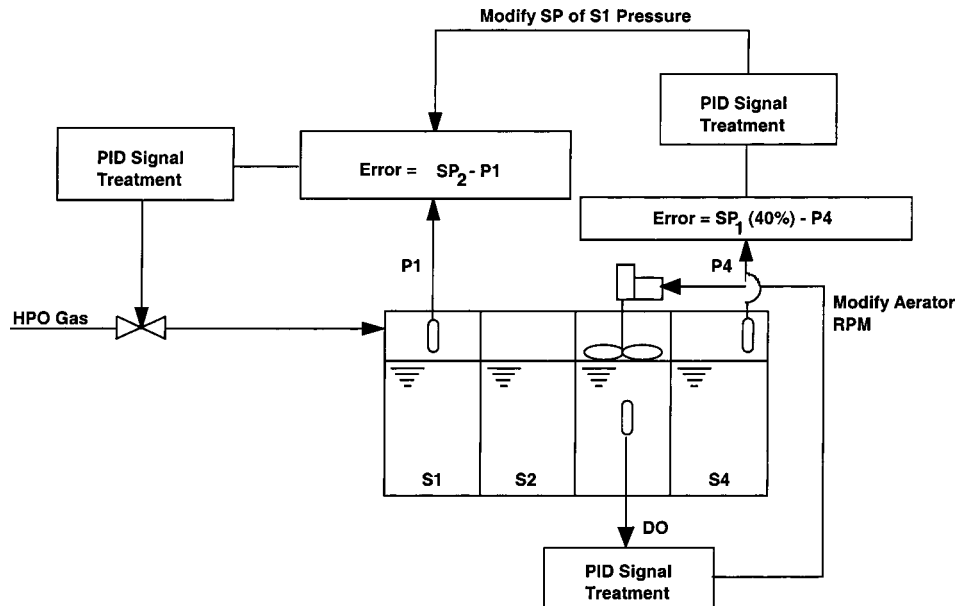 Modify SP of S1 Pressure
PID Signal
Treatment
PID Signal
Treatment
Error = SP2 - P1
Error = SP1 (40%) - P4
P1
P4
Modify Aerator
RPM
HPO Gas
S1
S2
S4
DO
PID Signal
Treatment